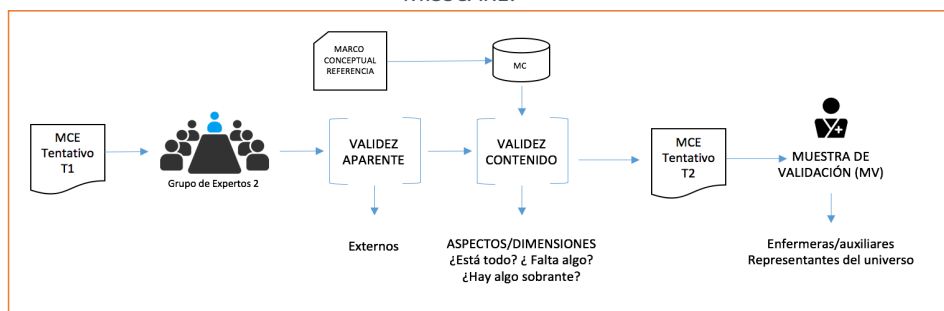 MARCO
CONCEPTUAL
REFERENCIA
MC
MCE
Tentativo
T1
Grupo de Expertos 2
VALIDEZ
APARENTE
VALIDEZ
CONTENIDO
MCE
Tentativo
T2
MUESTRA DE
VALIDACIÓN (MV)
Externos
ASPECTOS/DIMENSIONES
¿Está todo? ¿ Falta algo?
¿Hay algo sobrante?
Enfermeras/auxiliares
Representantes del universo